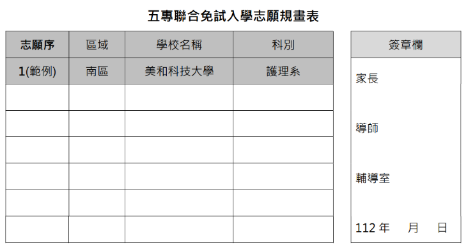 五專聯合免試入學志願規畫表
志願序 區域 學校名稱 科別
1(範例) 南區 美和科技大學 護理系
簽章欄
家長
導師
輔導室
112 年 月 日